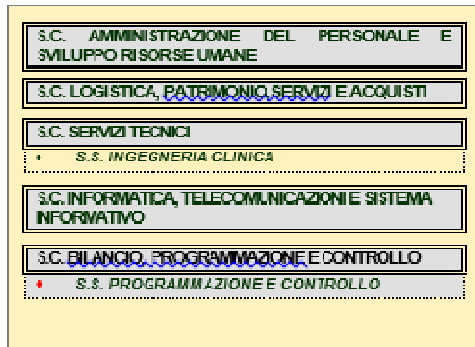 S.C. AMMINISTRAZIONE DEL PERSONALE E
SVILUPPO RISORSE UMANE
S.C. LOGISTICA, PATRIMONIO,SERVIZI E ACQUISTI
S.C. SERVIZI TECNICI
• S.S. INGEGNERIA CLINICA
S.C. INFORMATICA, TELECOMUNICAZIONI E SISTEMA
INFORMATIVO
S.C. BILANCIO, PROGRAMMAZIONE E CONTROLLO
• S.S. PROGRAMMAZIONE E CONTROLLO